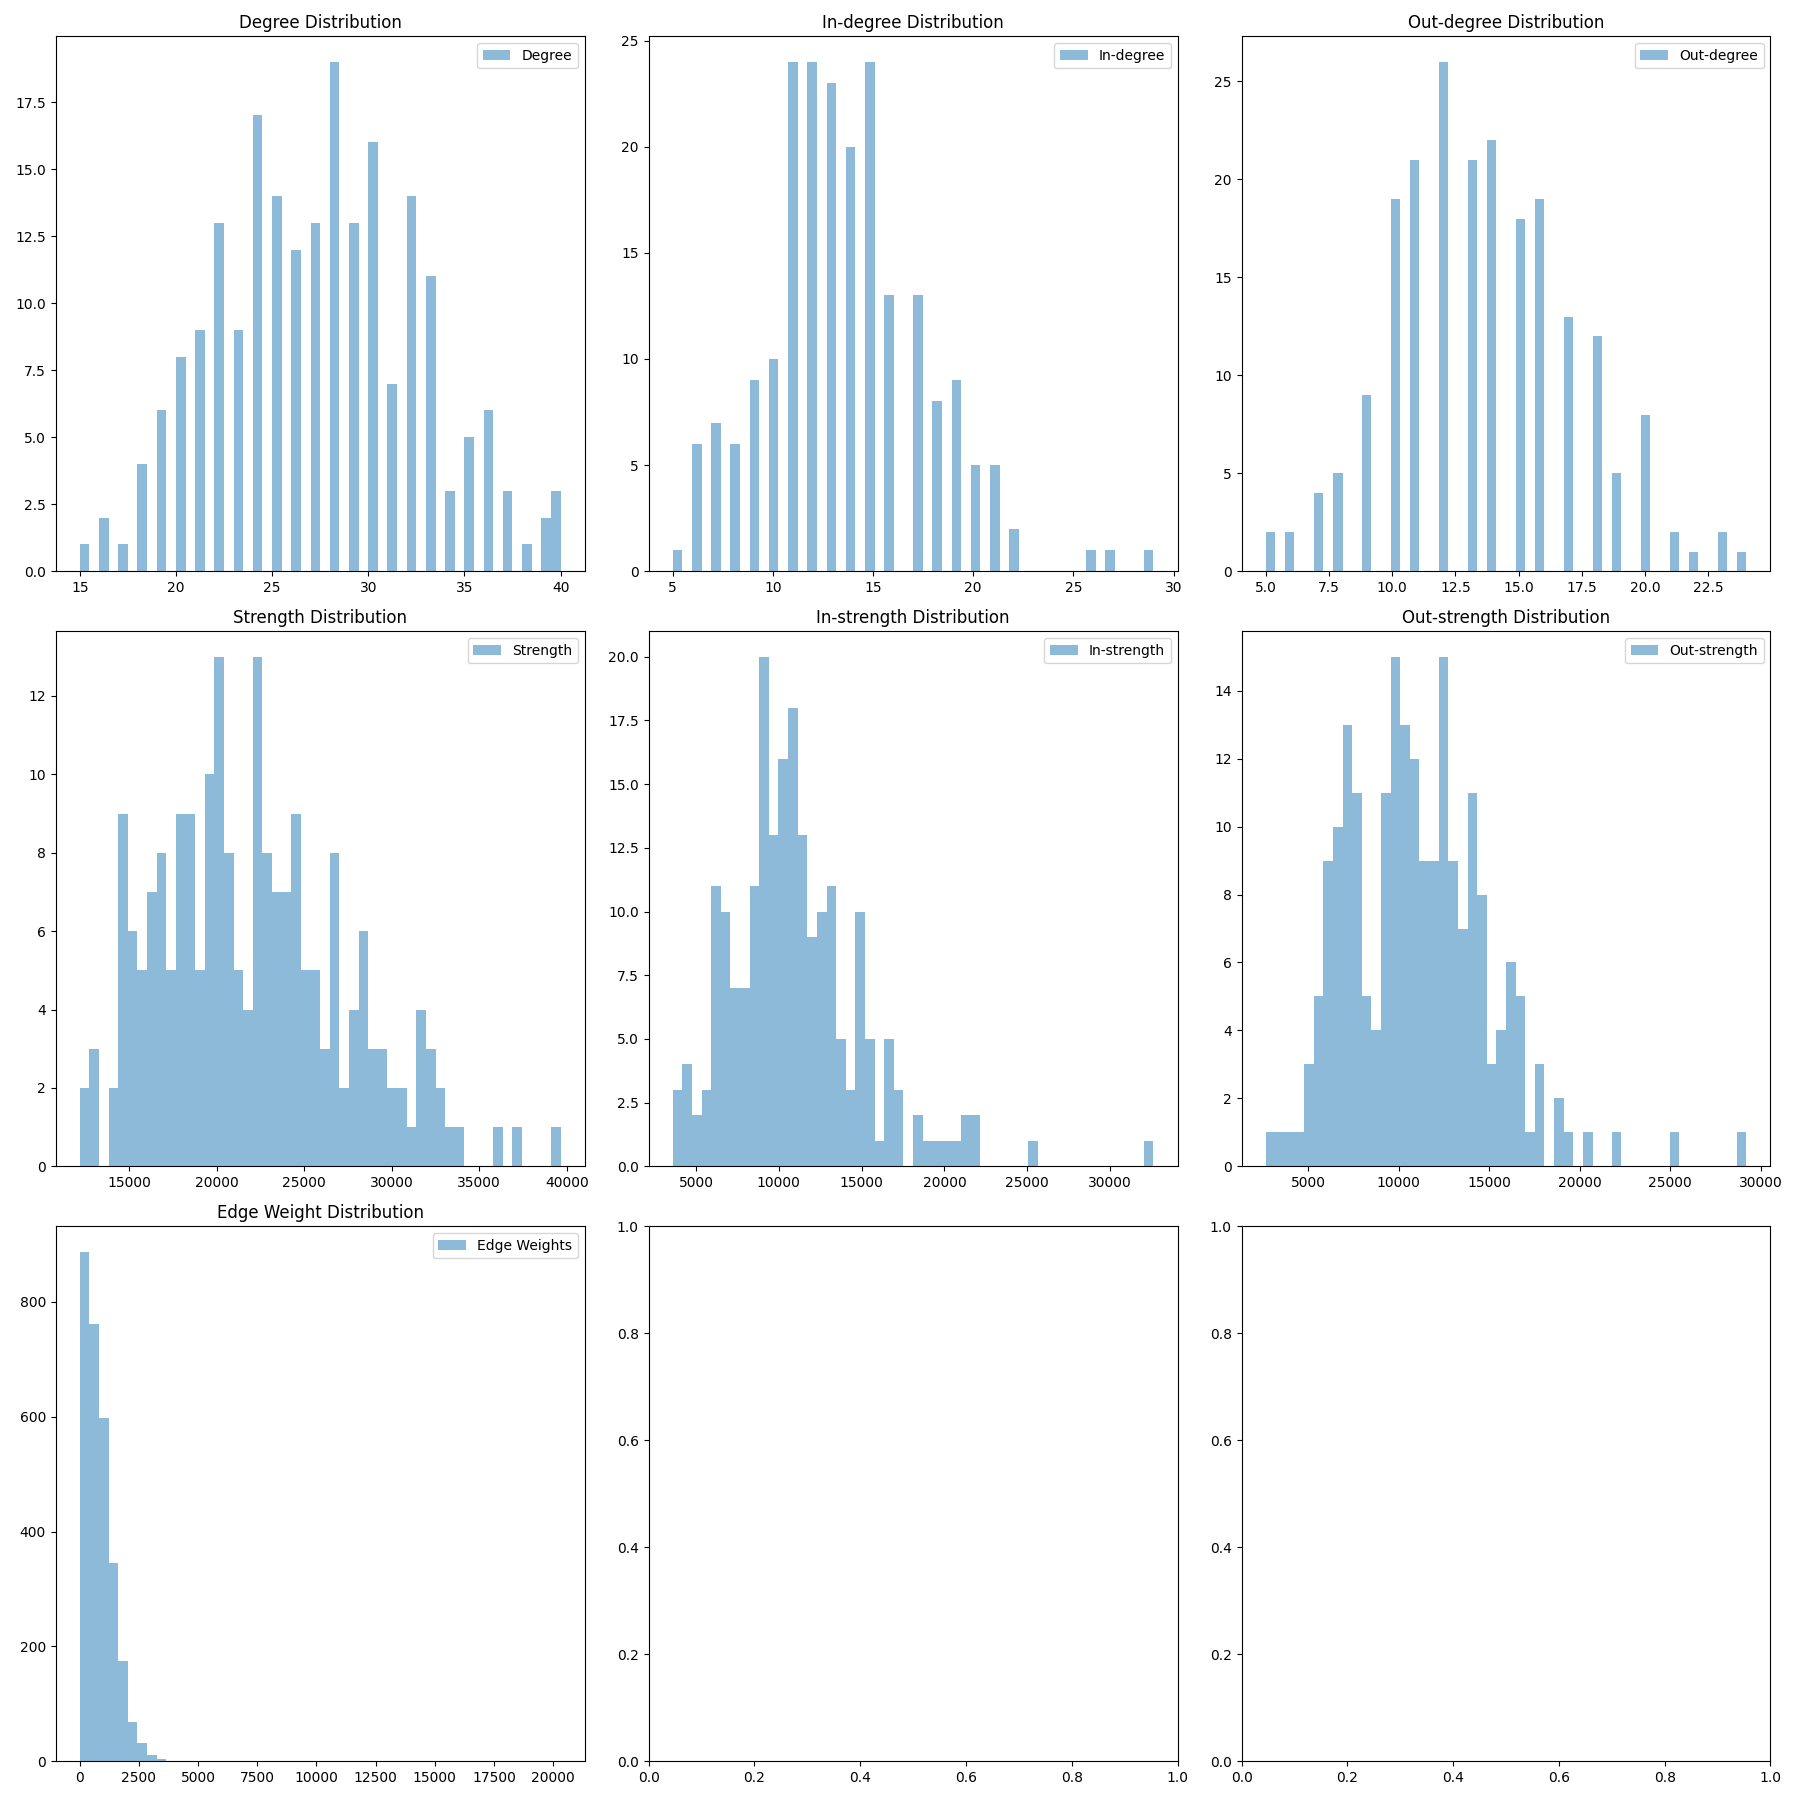 Degree Distribution
Degree
17.5
15.0
12.5
10.0
7.5
5.0
2.5
0.0
15 20 25 30 35 40
In-degree Distribution
In-degree
25
20
15
10
5
0
5 10 15 20 25 30
Out-degree Distribution
Out-degree
25
20
15
10
5
0
5.0 7.5 10.0 12.5 15.0 17.5 20.0 22.5
Strength Distribution
Strength
12
10
8
6
4
2
0
15000 20000 25000 30000 35000 40000
In-strength Distribution
In-strength
20.0
17.5
15.0
12.5
10.0
7.5
5.0
2.5
0.0
5000 10000 15000 20000 25000 30000
Out-strength Distribution
Out-strength
14
12
10
8
6
4
2
0
5000 10000 15000 20000 25000 30000
Edge Weight Distribution
Edge Weights
800
600
400
200
0
0 2500 5000 7500 10000 12500 15000 17500 20000
1.0
0.8
0.6
0.4
0.2
0.0
0.0 0.2 0.4 0.6 0.8 1.0
1.0
0.8
0.6
0.4
0.2
0.0
0.0 0.2 0.4 0.6 0.8 1.0